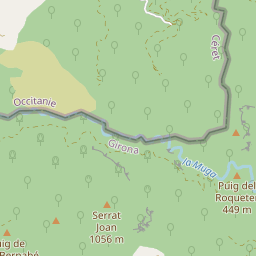 Céret
Occitanie
Girona
la Muga
Puig del
Roqueter
449 m
Serrat
Joan
1056 m
uig de
Bernabé